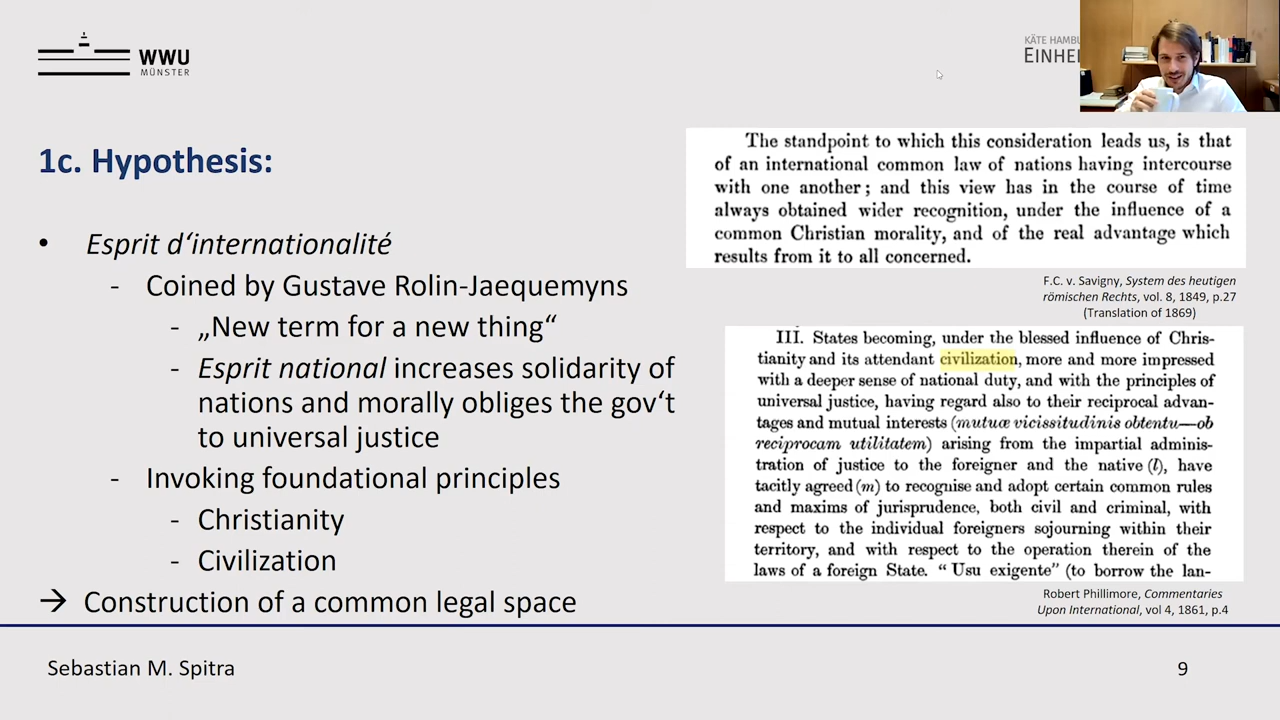 WWU
MÜNSTER
KÄTE HAMBU
EINHEI
1c. Hypothesis:
• Esprit d‘internationalité
- Coined by Gustave Rolin-Jaequemyns
- „New term for a new thing“
- Esprit national increases solidarity of
nations and morally obliges the gov‘t
to universal justice
- Invoking foundational principles
- Christianity
- Civilization
→ Construction of a common legal space
The standpoint to which this consideration leads us, is that
of an international common law of nations having intercourse
with one another; and this view has in the course of time
always obtained wider recognition, under the influence of a
common Christian morality, and of the real advantage which
results from it to all concerned.
F.C. v. Savigny, System des heutigen
römischen Rechts, vol. 8, 1849, p.27
(Translation of 1869)
III. States becoming, under the blessed influence of Chris-
tianity and its attendant civilization, more and more impressed
with a deeper sense of national duty, and with the principles of
universal justice, having regard also to their reciprocal advan-
tages and mutual interests (mutuæ vicissitudinis obtentu—ob
reciprocam utilitatem) arising from the impartial adminis-
tration of justice to the foreigner and the native (l), have
tacitly agreed (m) to recognise and adopt certain common rules
and maxims of jurisprudence, both civil and criminal, with
respect to the individual foreigners sojourning within their
territory, and with respect to the operation therein of the
laws of a foreign State. “ Usu exigente” (to borrow the lan-
Robert Phillimore, Commentaries
Upon International, vol 4, 1861, p.4
Sebastian M. Spitra
9